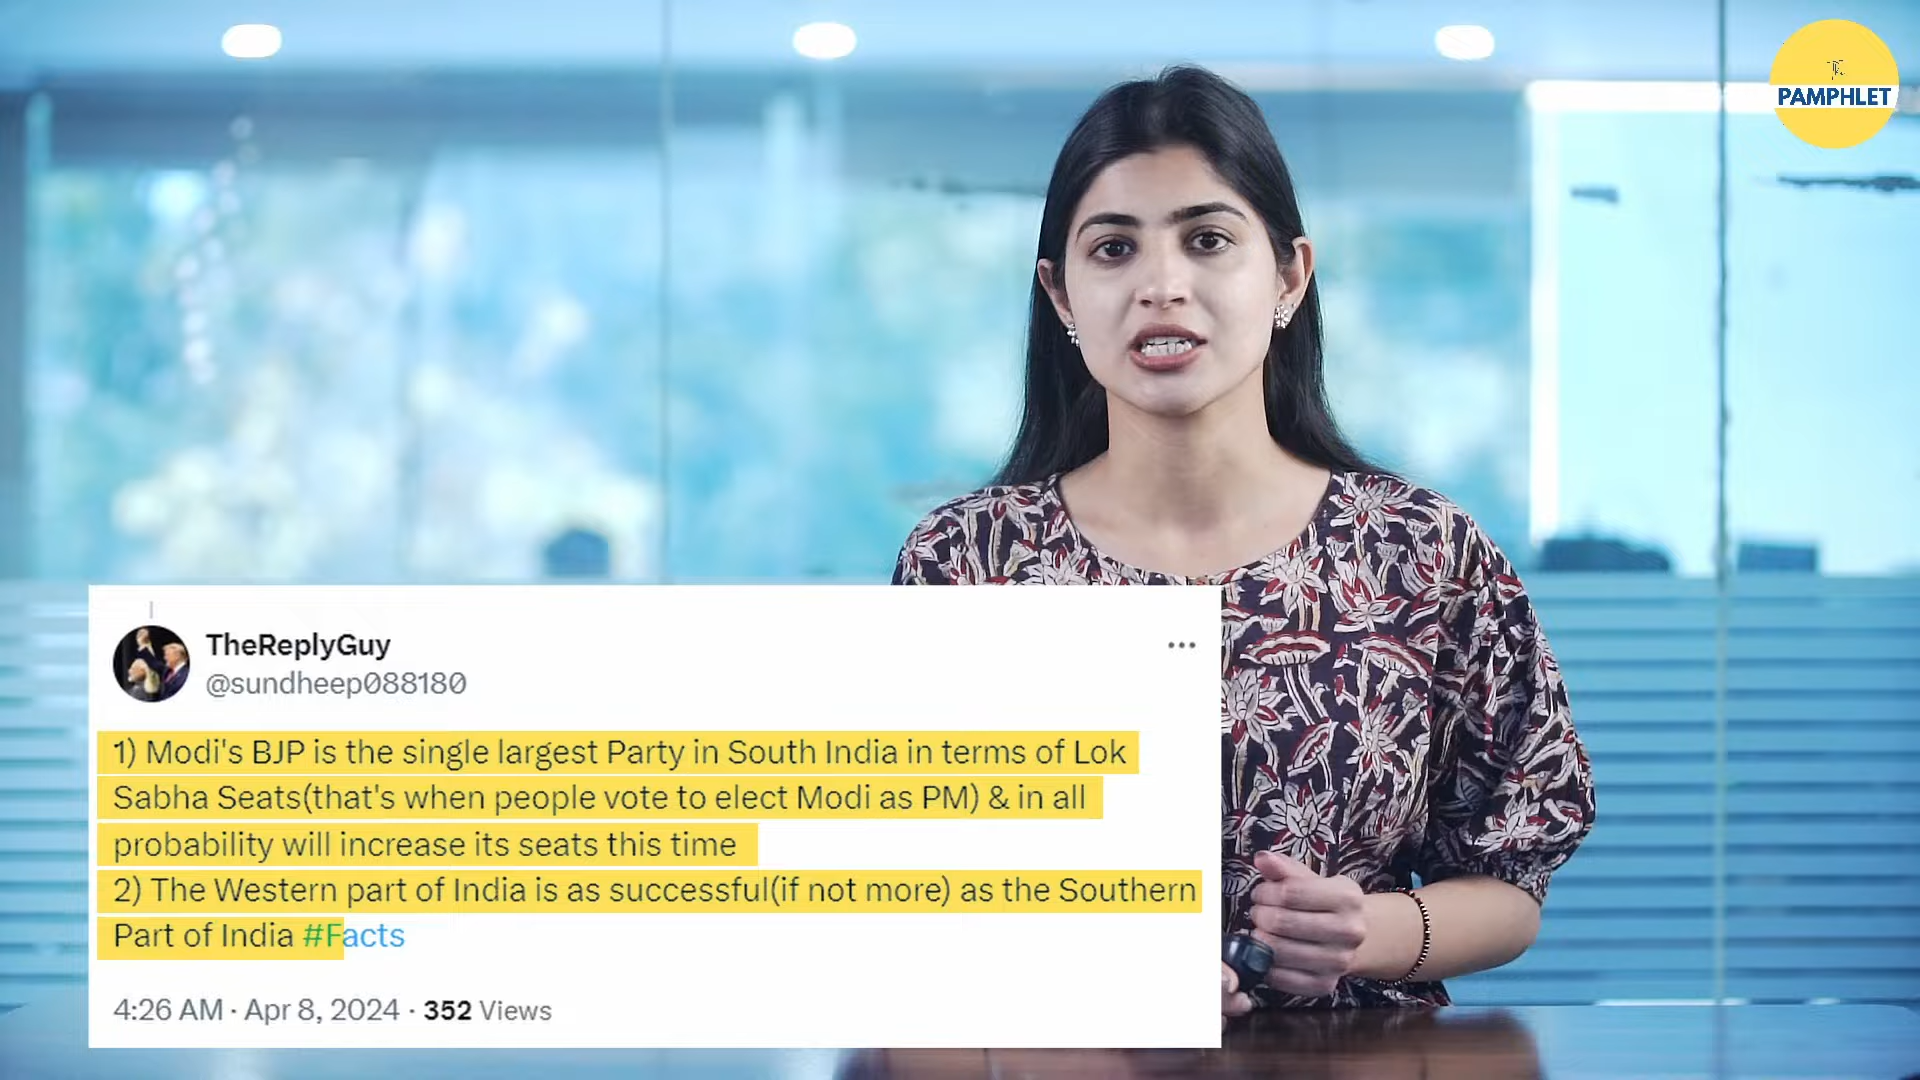 PAMPHLET
TheReplyGuy
@sundheep088180
1) Modi's BJP is the single largest Party in South India in terms of Lok
Sabha Seats(that's when people vote to elect Modi as PM) & in all
probability will increase its seats this time
2) The Western part of India is as successful(if not more) as the Southern
Part of India #Facts
4:26 AM · Apr 8, 2024 · 352 Views